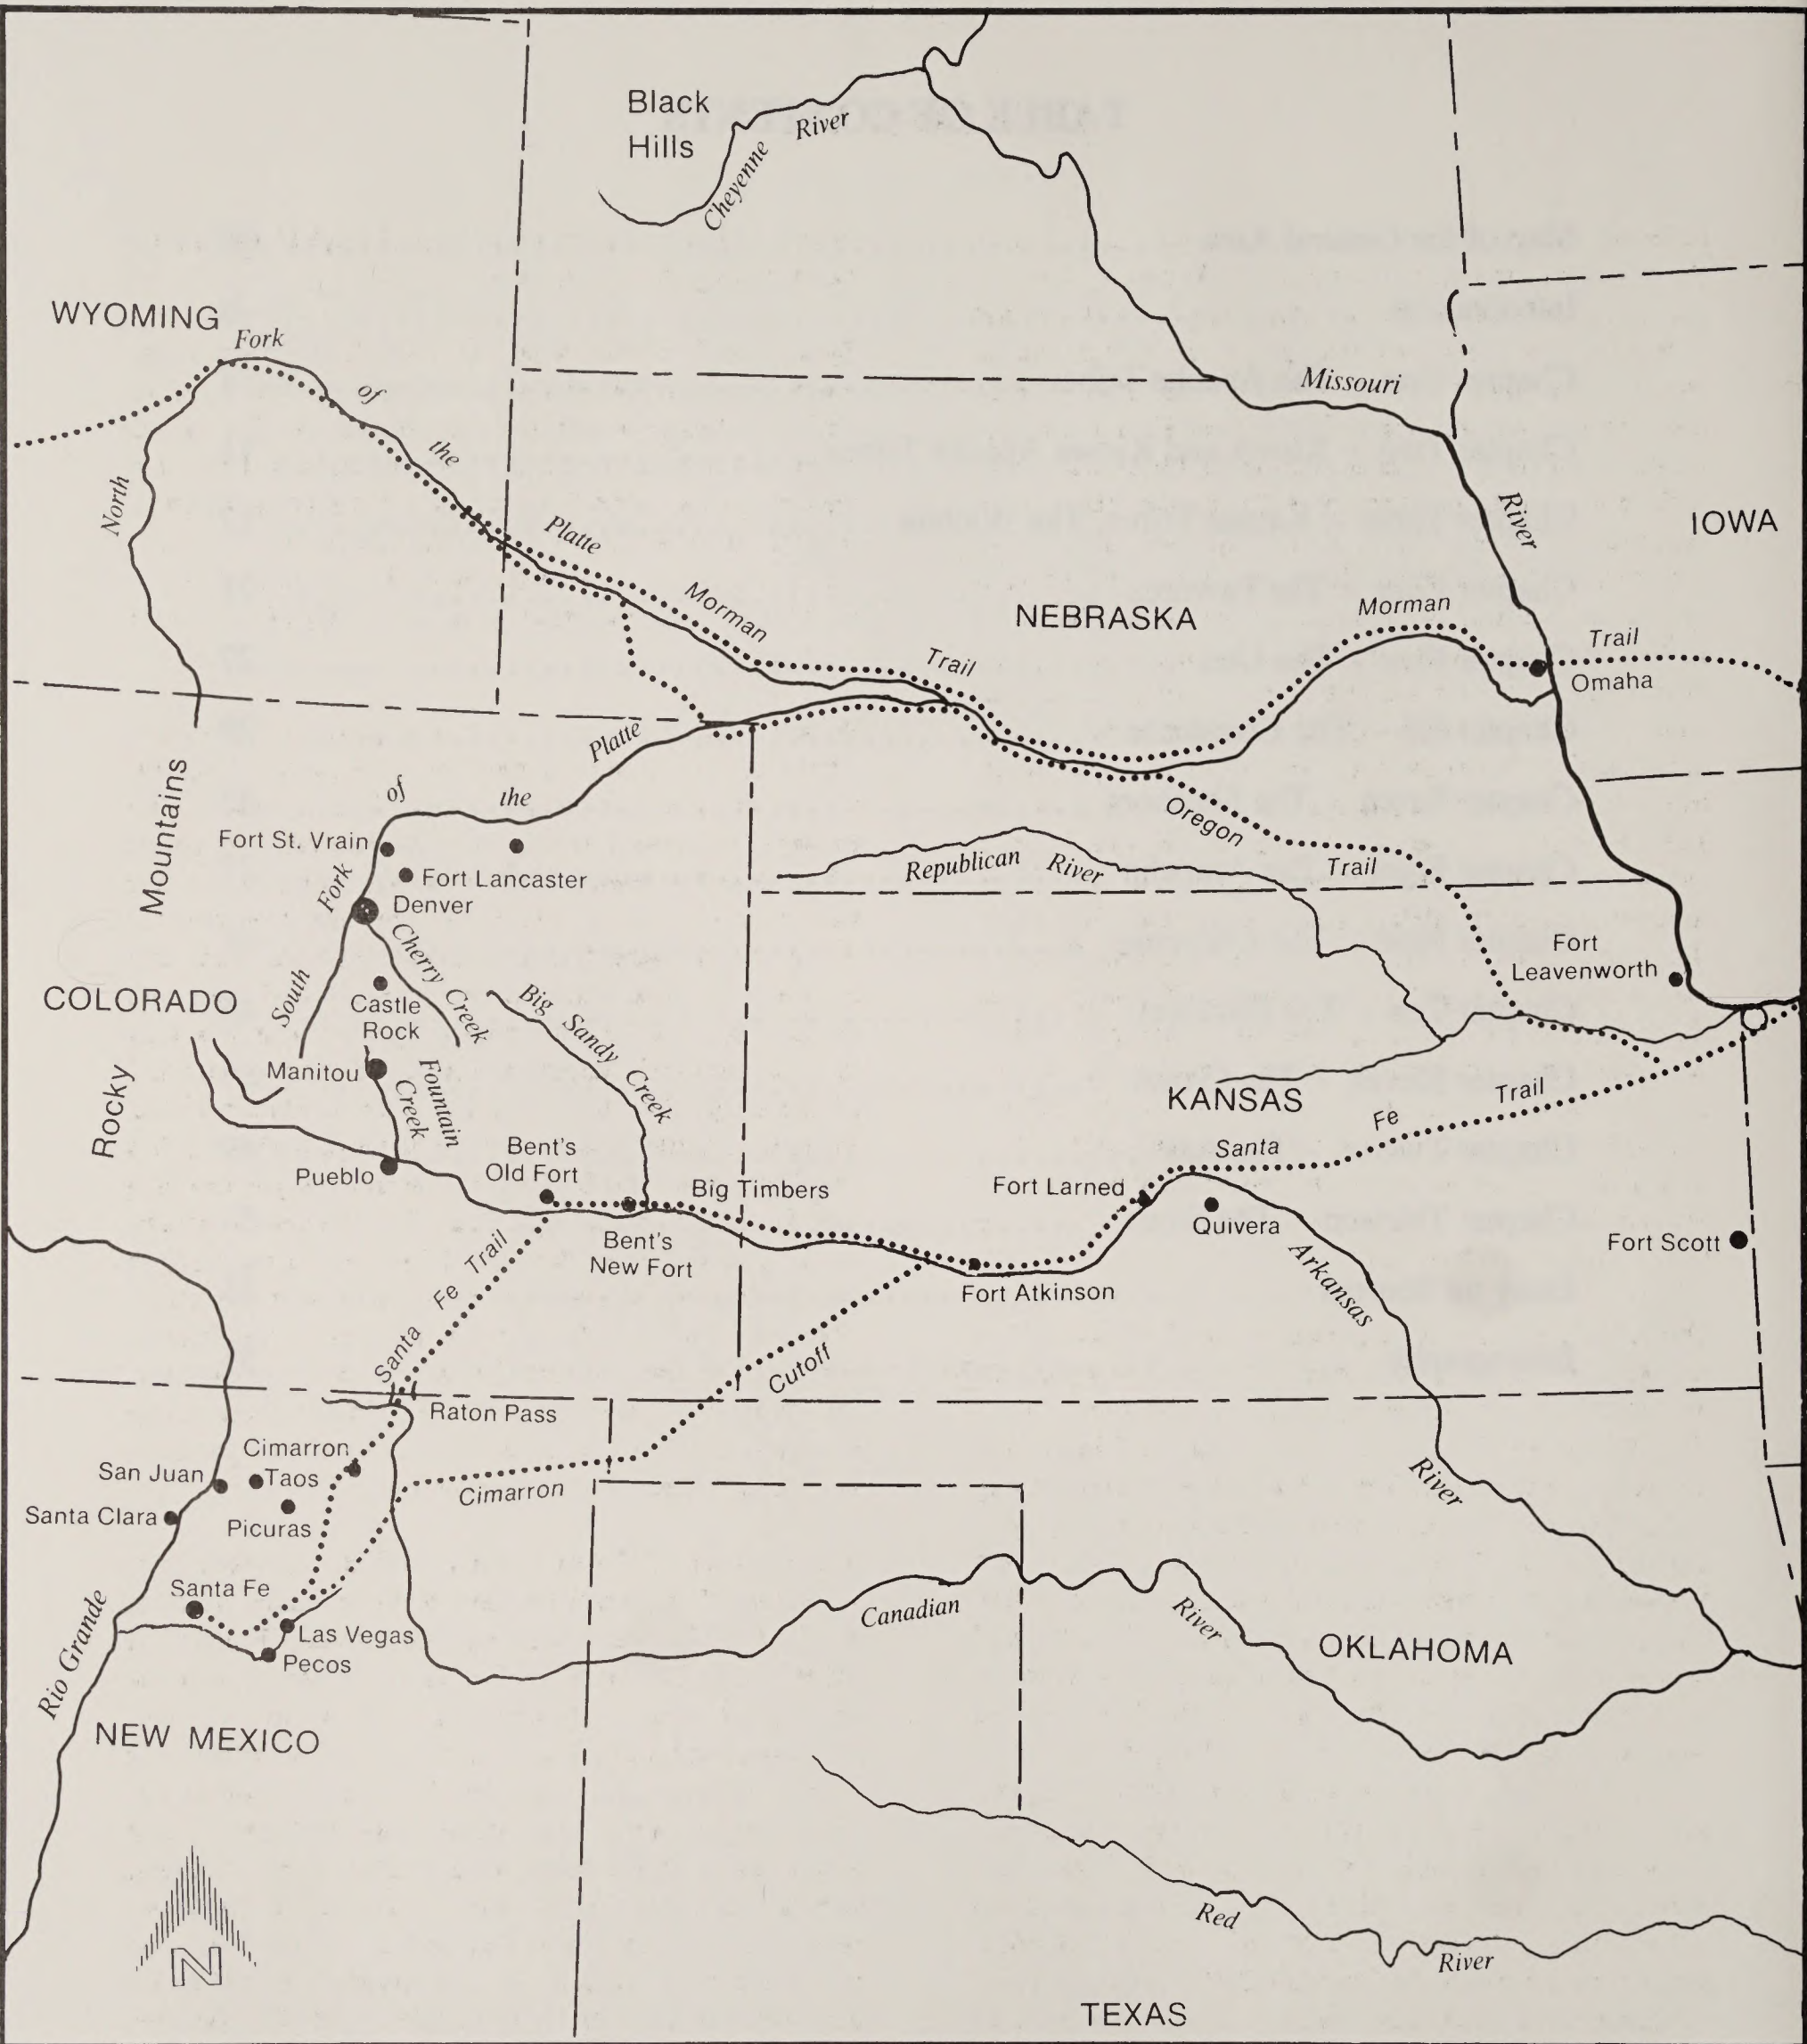 Black
Hills
Cheyenne
River
WYOMING
Fork
of
the
Platte
North
Missouri
River
IOWA
Morman
Trail
NEBRASKA
Morman
Trail
Omaha
Mountains
Rocky
Platte
the
of
Fork
South
Fort St. Vrain
Fort Lancaster
Denver
Cherry Creek
Oregon
Trail
Republican River
Fort
Leavenworth
COLORADO
Castle
Rock
Big Sandy Creek
Manitou
Fountain
Creek
Pueblo
Bent's
Old Fort
Big Timbers
Bent's
New Fort
KANSAS
Santa Fe Trail
Fort Larned
Quivera
Fort Scott
Fort Atkinson
Arkansas
River
Santa Fe Trail
Cutoff
Cimarron
Raton Pass
Cimarron
Taos
San Juan
Santa Clara
Picuras
Santa Fe
Las Vegas
Pecos
Rio Grande
NEW MEXICO
Canadian
River
OKLAHOMA
Red
River
TEXAS
N